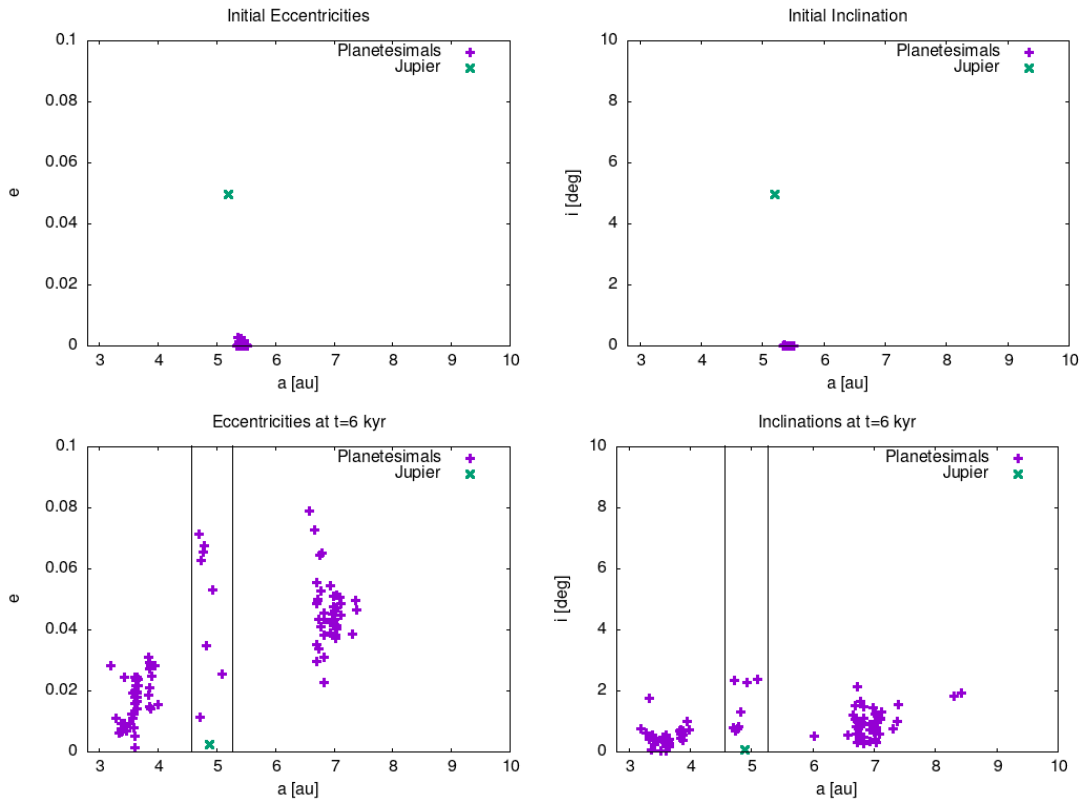 Initial Eccentricities
0.1
0.08
0.06
0.04
0.02
0
e
3 4 5 6 7 8 9 10
a [au]
Planetesimals
Jupier
Initial Inclination
10
8
6
4
2
0
i [deg]
3 4 5 6 7 8 9 10
a [au]
Planetesimals
Jupier
Eccentricities at t=6 kyr
0.1
0.08
0.06
0.04
0.02
0
e
3 4 5 6 7 8 9 10
a [au]
Planetesimals
Jupier
Inclinations at t=6 kyr
10
8
6
4
2
0
i [deg]
3 4 5 6 7 8 9 10
a [au]
Planetesimals
Jupier